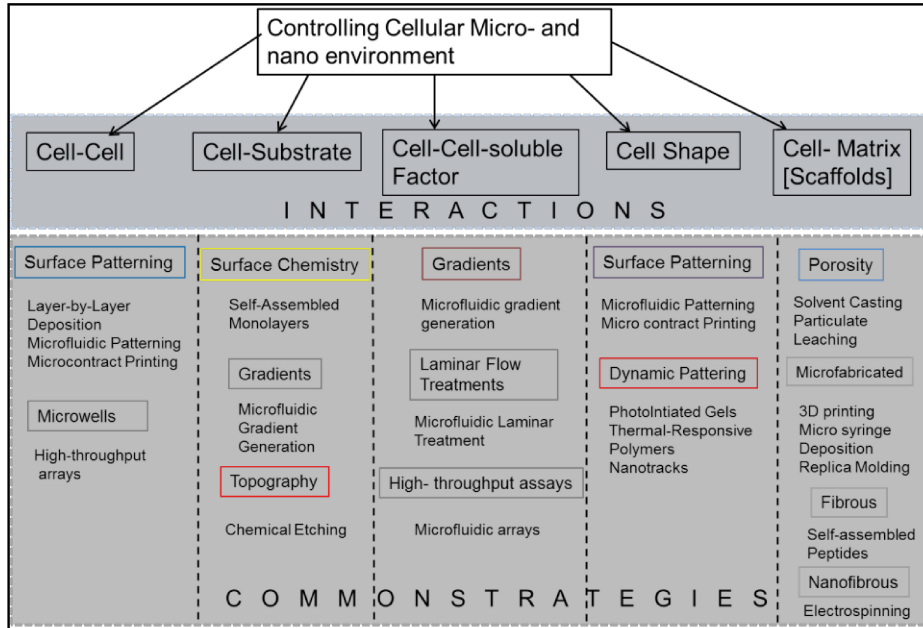 Controlling Cellular Micro- and
nano environment
Cell-Cell
Cell-Substrate
Cell-Cell-soluble
Factor
Cell Shape
Cell- Matrix
[Scaffolds]
I N T E R A C T I O N S
Surface Patterning
Layer-by-Layer
Deposition
Microfluidic Patterning
Microcontract Printing
Microwells
High-throughput
arrays
Surface Chemistry
Self-Assembled
Monolayers
Gradients
Microfluidic
Gradient
Generation
Topography
Chemical Etching
Gradients
Microfluidic gradient
generation
Laminar Flow
Treatments
Microfluidic Laminar
Treatment
High- throughput assays
Microfluidic arrays
Surface Patterning
Microfluidic Patterning
Micro contract Printing
Dynamic Pattering
PhotoIntiated Gels
Thermal-Responsive
Polymers
Nanotracks
Porosity
Solvent Casting
Particulate
Leaching
Microfabricated
3D printing
Micro syringe
Deposition
Replica Molding
Fibrous
Self-assembled
Peptides
Nanofibrous
Electrospinning
C O M M O N S T R A T E G I E S